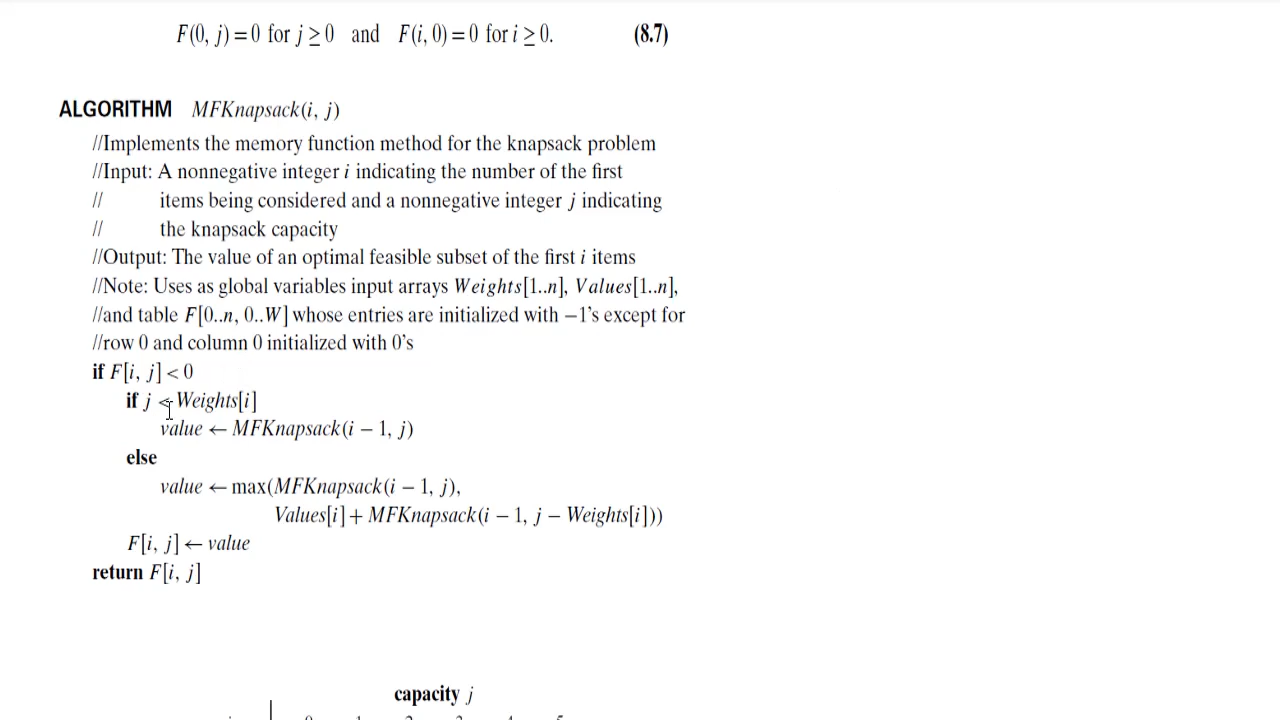 F(0, j) = 0 for j ≥ 0 and F(i, 0) = 0 for i ≥ 0. (8.7)
ALGORITHM MFKnapsack(i, j)
//Implements the memory function method for the knapsack problem
//Input: A nonnegative integer i indicating the number of the first
// items being considered and a nonnegative integer j indicating
// the knapsack capacity
//Output: The value of an optimal feasible subset of the first i items
//Note: Uses as global variables input arrays Weights[1..n], Values[1..n],
//and table F[0..n, 0..W] whose entries are initialized with −1's except for
//row 0 and column 0 initialized with 0's
if F[i, j] < 0
if j < Weights[i]
value ← MFKnapsack(i − 1, j)
else
value ← max(MFKnapsack(i − 1, j),
Values[i] + MFKnapsack(i − 1, j − Weights[i]))
F[i, j] ← value
return F[i, j]
capacity j